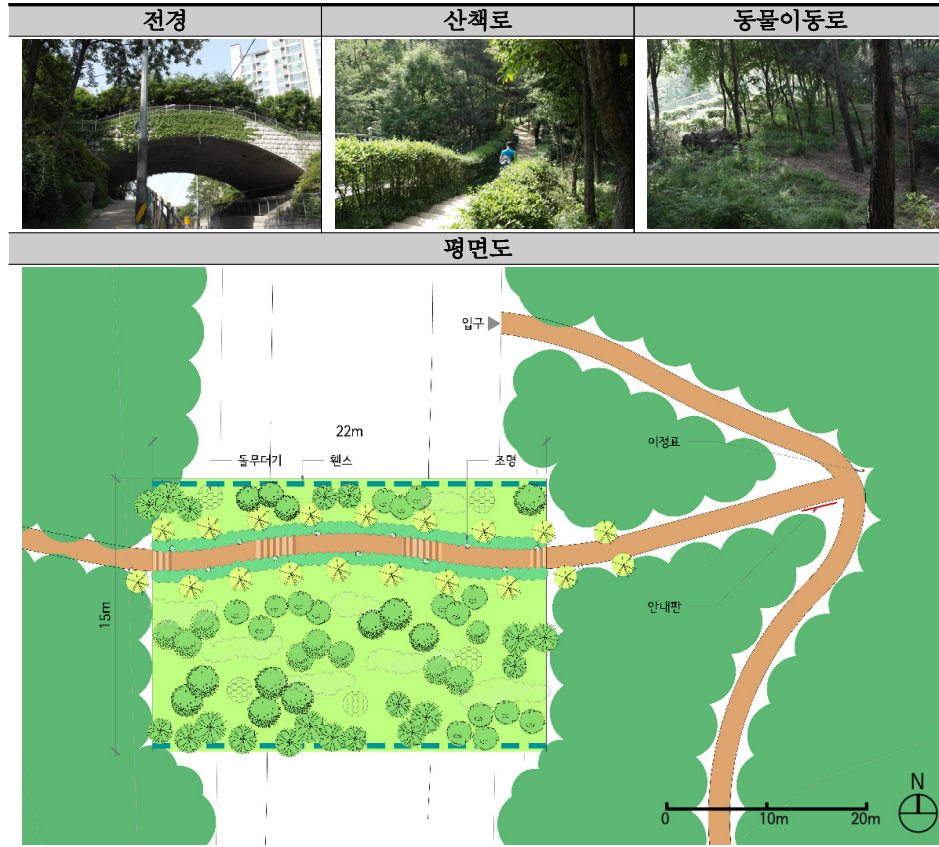 전경
산책로
동물이동로
평면도
입구
이정표
22m
돌무더기
휀스
조명
15m
안내판
N
0
10m
20m